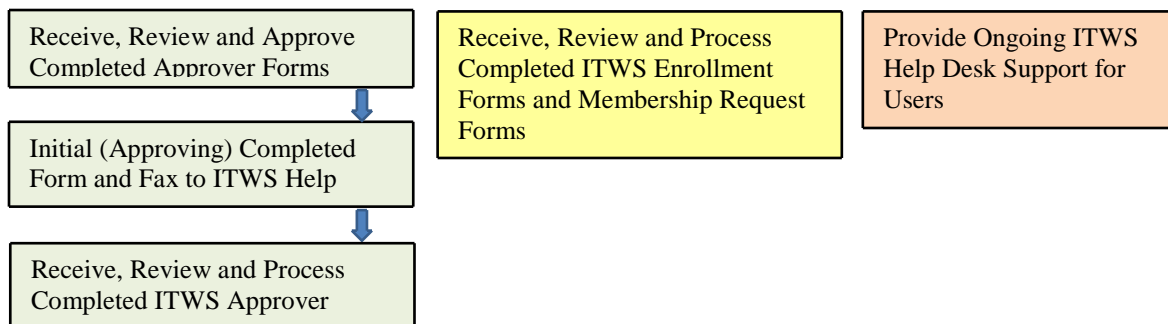 Receive, Review and Approve
Completed Approver Forms
Initial (Approving) Completed
Form and Fax to ITWS Help
Receive, Review and Process
Completed ITWS Approver
Receive, Review and Process
Completed ITWS Enrollment
Forms and Membership Request
Forms
Provide Ongoing ITWS
Help Desk Support for
Users